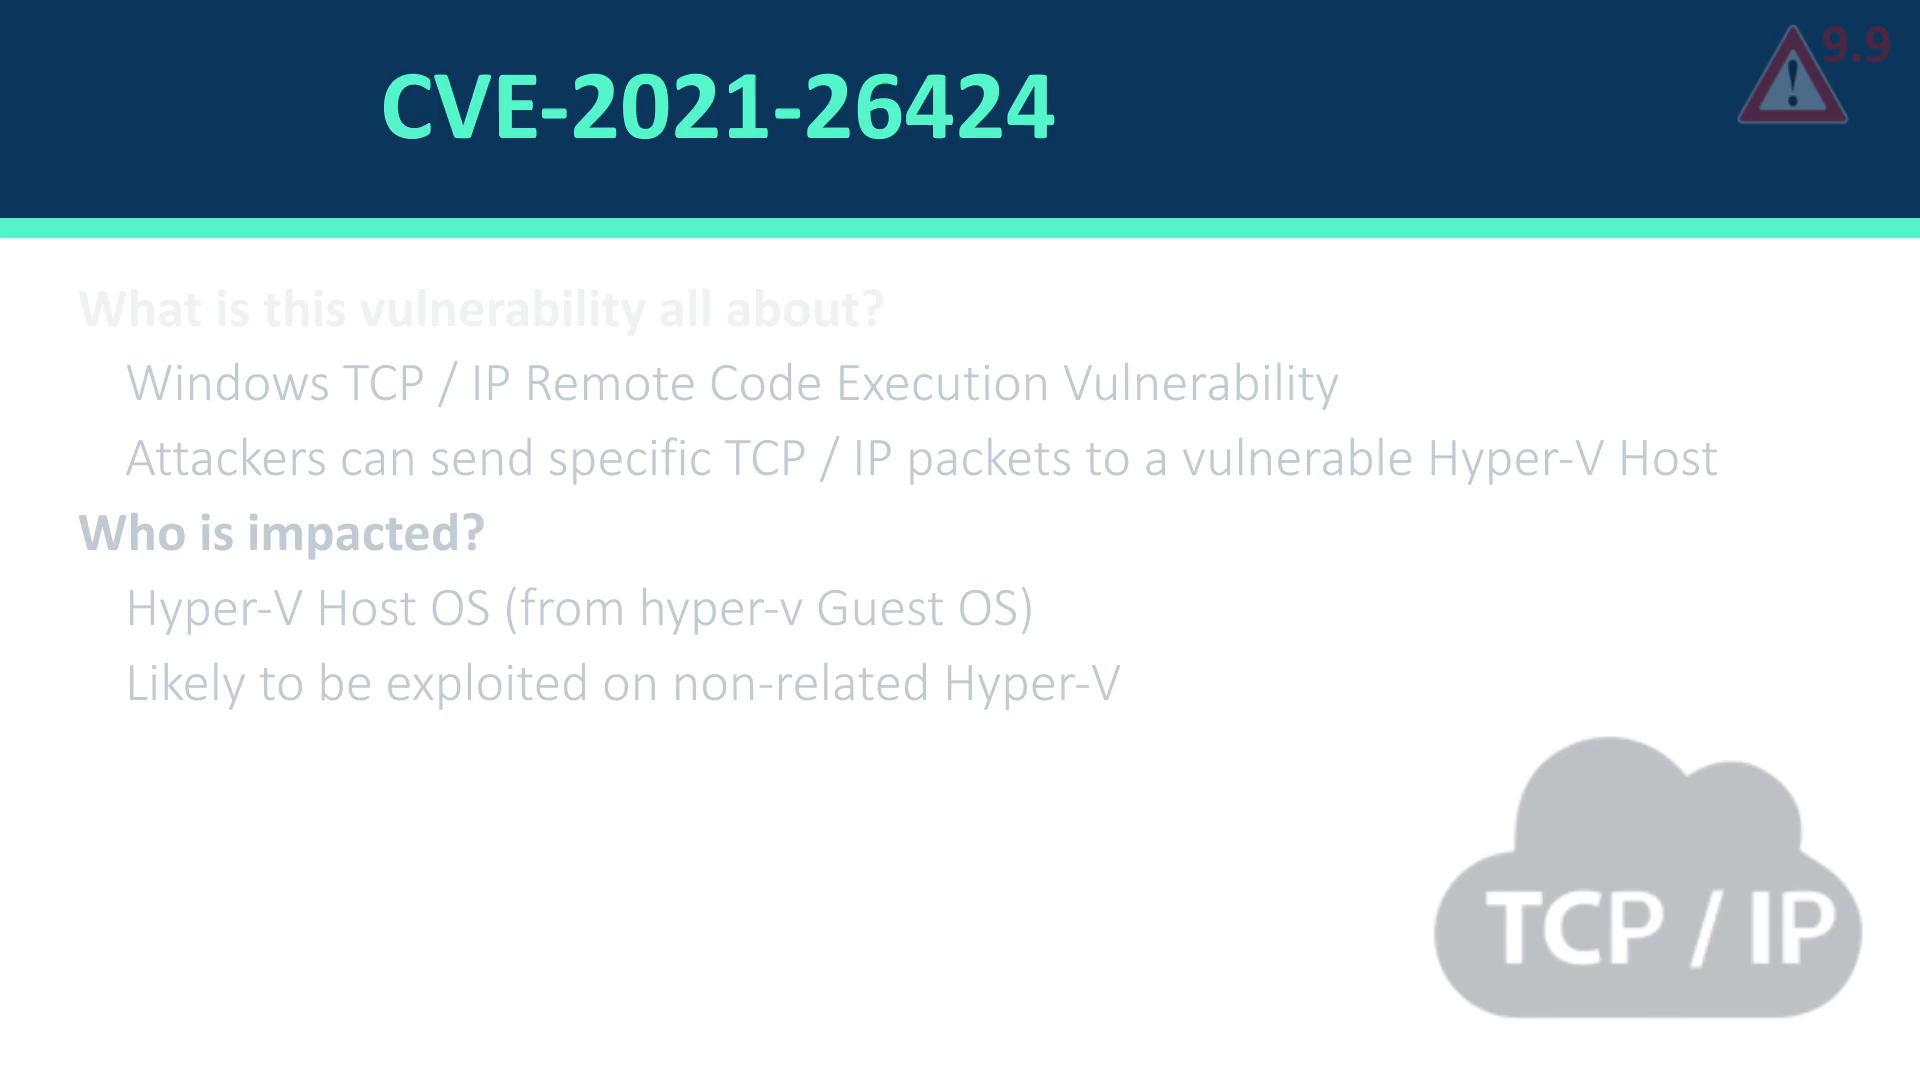 CVE-2021-26424
9.9
What is this vulnerability all about?
Windows TCP / IP Remote Code Execution Vulnerability
Attackers can send specific TCP / IP packets to a vulnerable Hyper-V Host
Who is impacted?
Hyper-V Host OS (from hyper-v Guest OS)
Likely to be exploited on non-related Hyper-V
TCP / IP